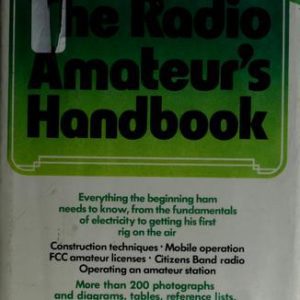 The Radio
Amateur's
Handbook
Everything the beginning ham
needs to know, from the fundamentals
of electricity to getting his first
rig on the air
Construction techniques • Mobile operation
FCC amateur licenses • Citizens Band radio
Operating an amateur station
More than 200 photographs
and diagrams, tables, reference lists,